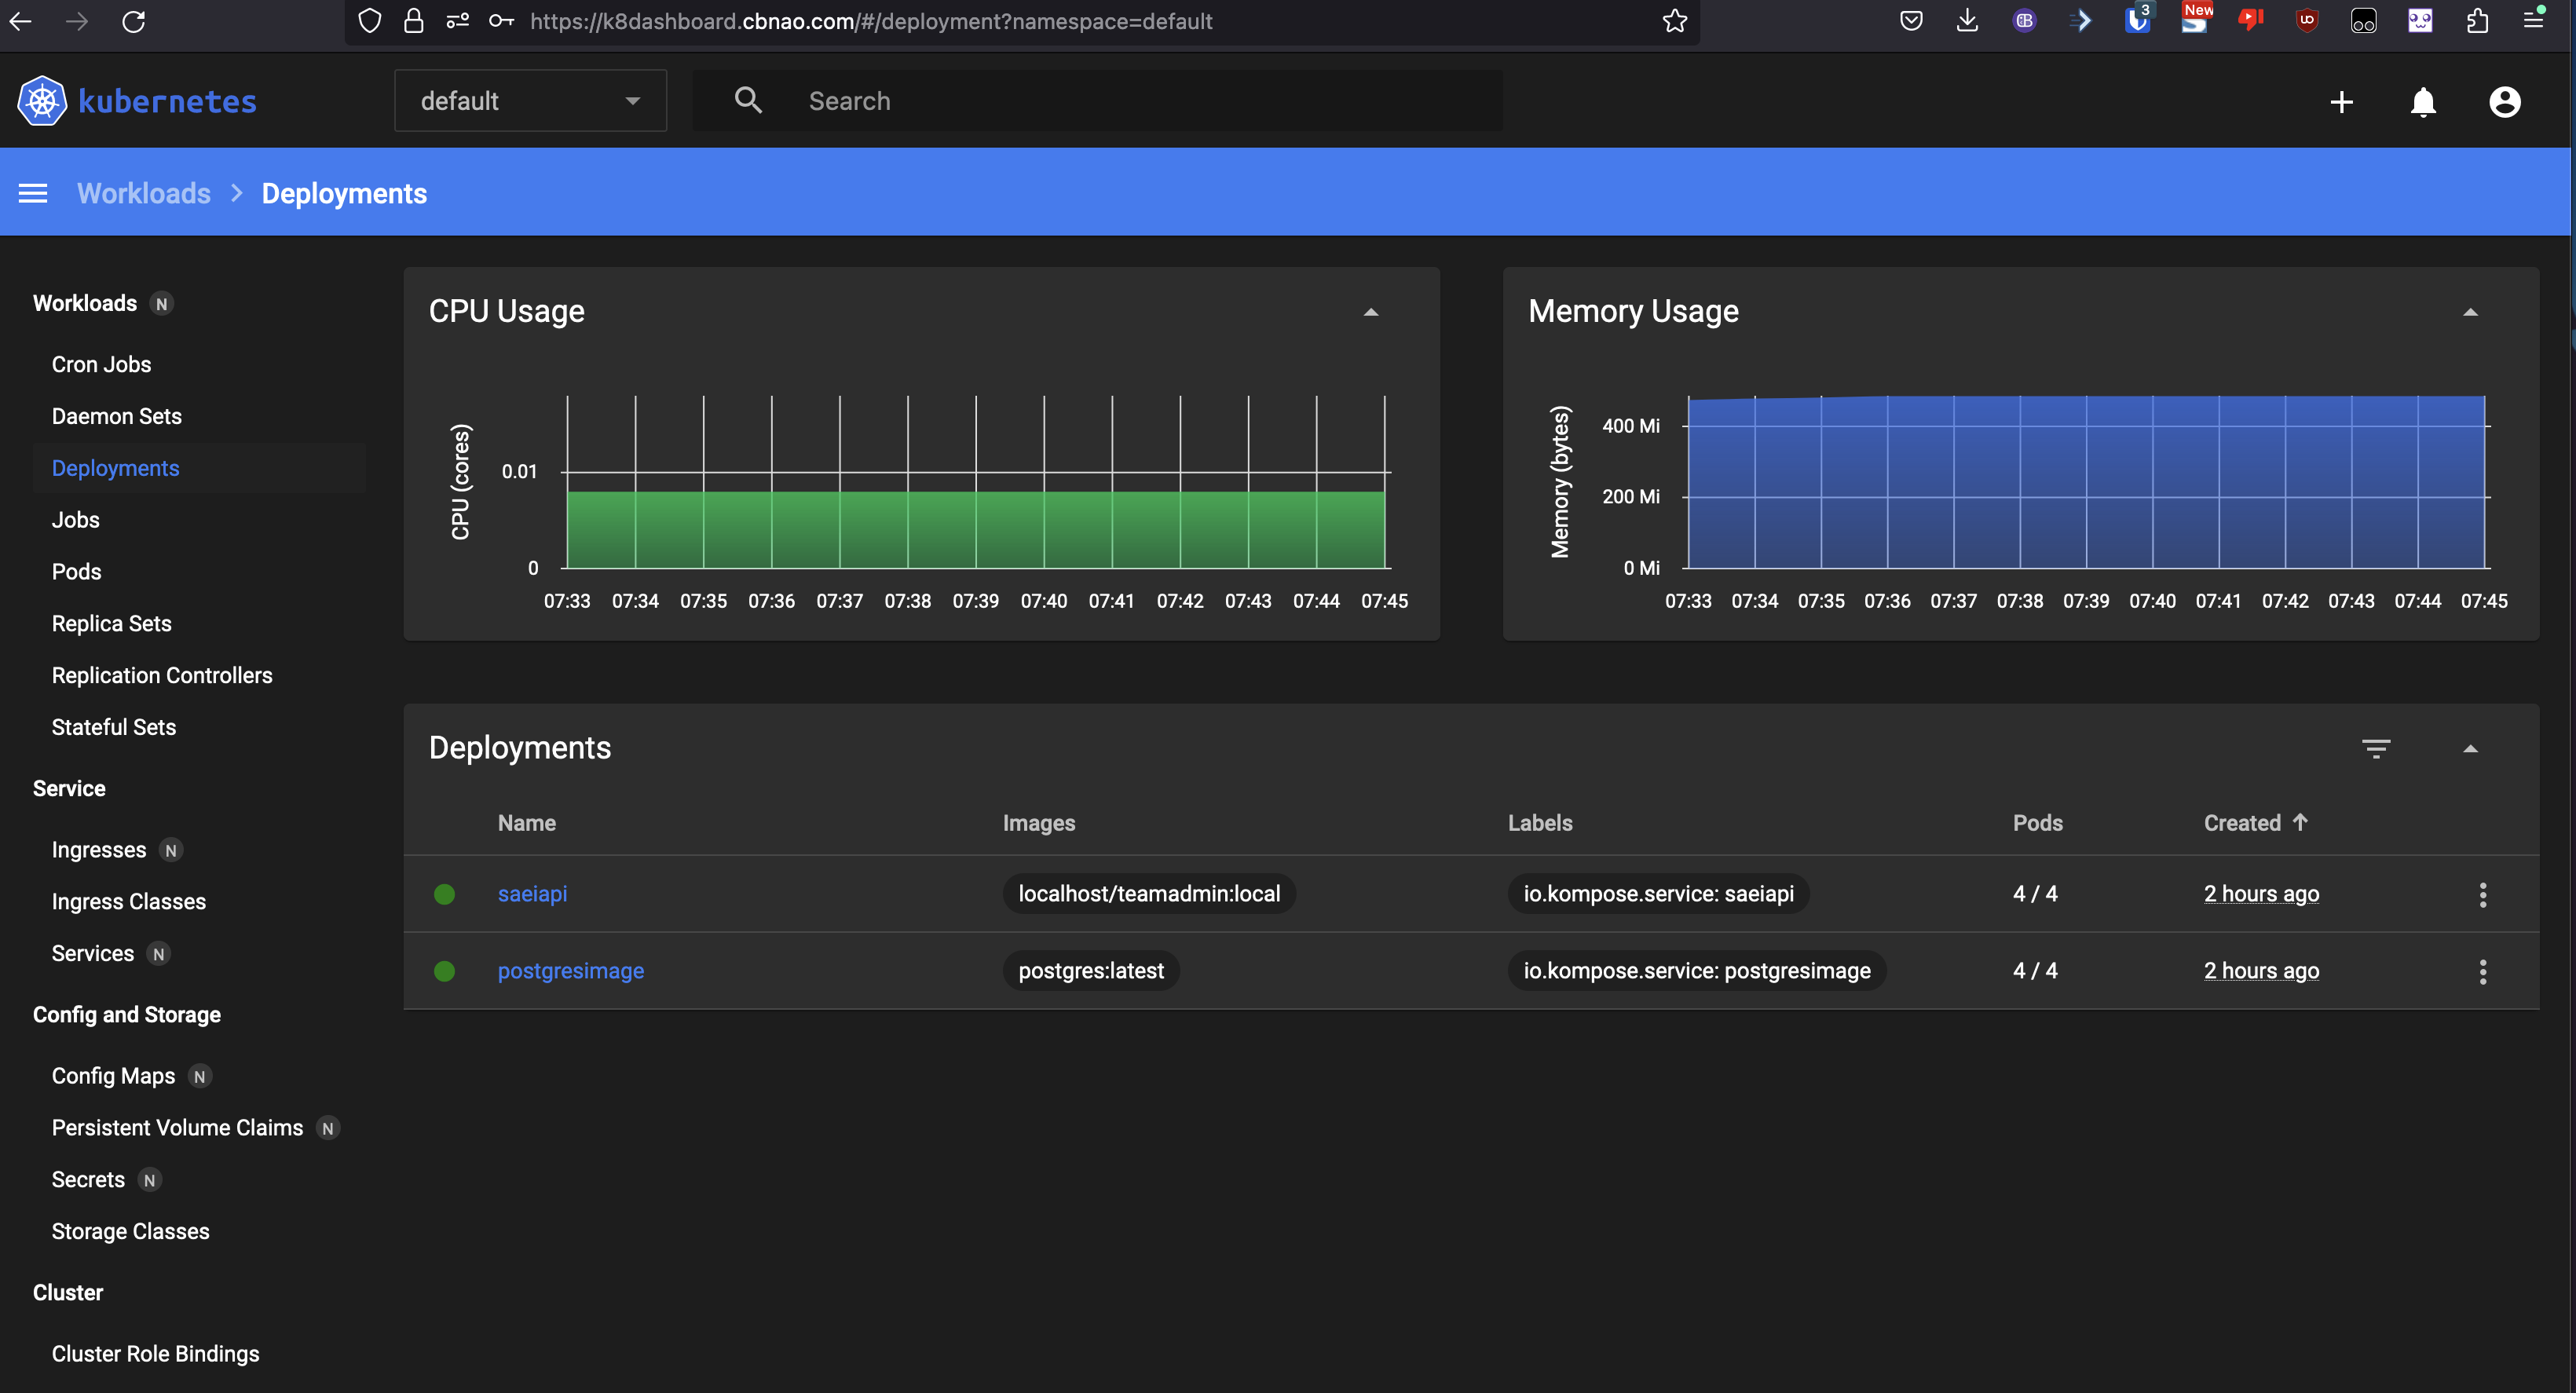 https://k8dashboard.cbnao.com/#/deployment?namespace=default
3
New
kubernetes
default
Search
Workloads > Deployments
Workloads N
Cron Jobs
Daemon Sets
Deployments
Jobs
Pods
Replica Sets
Replication Controllers
Stateful Sets
Service
Ingresses N
Ingress Classes
Services N
Config and Storage
Config Maps N
Persistent Volume Claims N
Secrets N
Storage Classes
Cluster
Cluster Role Bindings
CPU Usage
CPU (cores)
0.01
0
07:33 07:34 07:35 07:36 07:37 07:38 07:39 07:40 07:41 07:42 07:43 07:44 07:45
Memory Usage
Memory (bytes)
400 Mi
200 Mi
0 Mi
07:33 07:34 07:35 07:36 07:37 07:38 07:39 07:40 07:41 07:42 07:43 07:44 07:45
Deployments
Name Images Labels Pods Created
saeiapi localhost/teamadmin:local io.kompose.service: saeiapi 4 / 4 2 hours ago
postgresimage postgres:latest io.kompose.service: postgresimage 4 / 4 2 hours ago